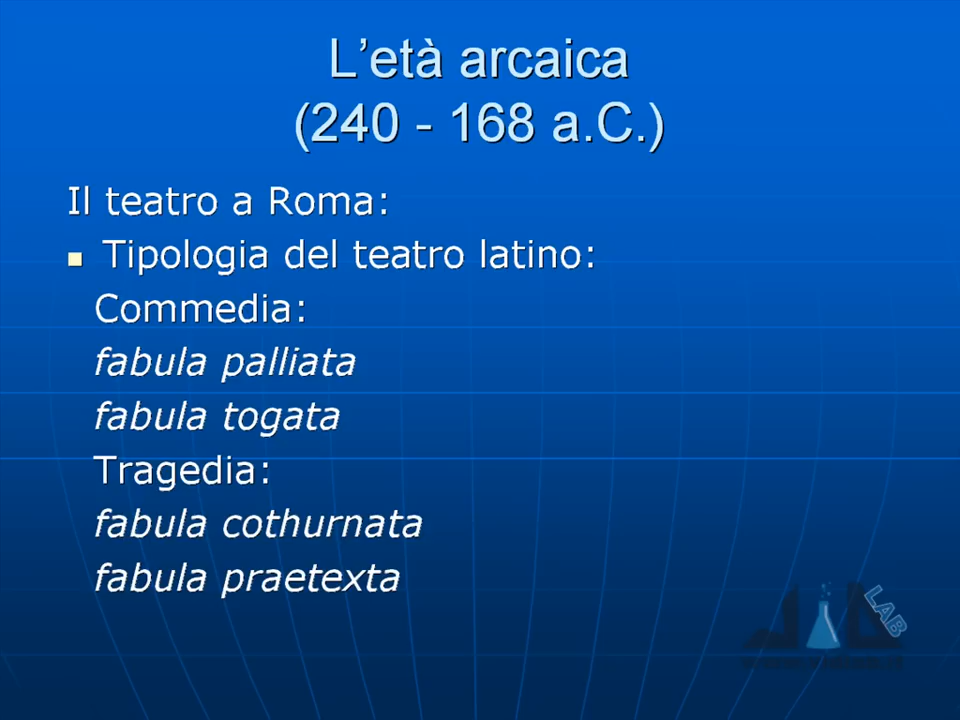 L’età arcaica
(240 - 168 a.C.)
Il teatro a Roma:
Tipologia del teatro latino:
Commedia:
fabula palliata
fabula togata
Tragedia:
fabula cothurnata
fabula praetexta
LAB